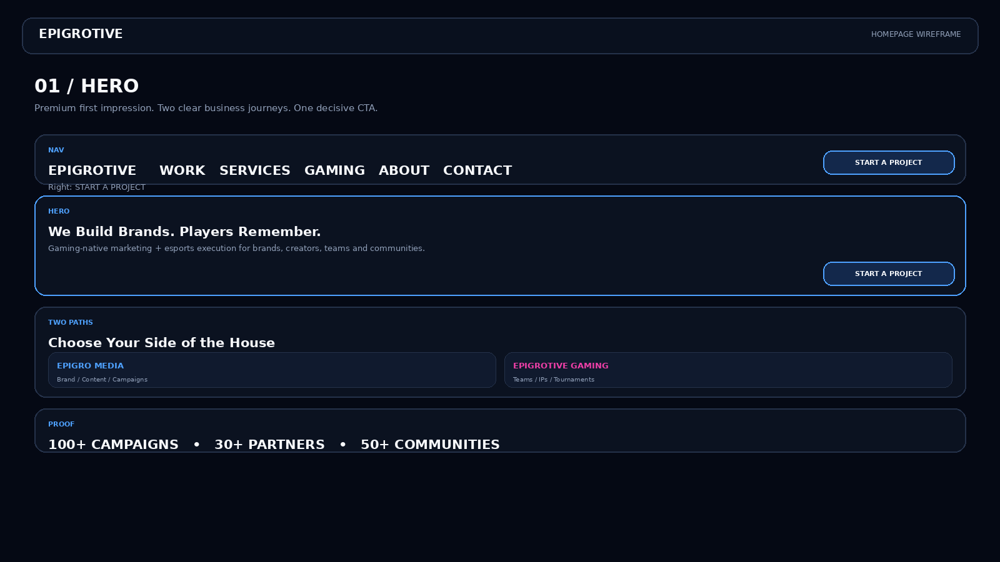 EPIGROTIVE
HOMEPAGE WIREFRAME
01 / HERO
Premium first impression. Two clear business journeys. One decisive CTA.
NAV
EPIGROTIVE WORK SERVICES GAMING ABOUT CONTACT
START A PROJECT
Right: START A PROJECT
HERO
We Build Brands. Players Remember.
Gaming-native marketing + esports execution for brands, creators, teams and communities.
START A PROJECT
TWO PATHS
Choose Your Side of the House
EPIGRO MEDIA
Brand / Content / Campaigns
EPIGROTIVE GAMING
Teams / IPs / Tournaments
PROOF
100+ CAMPAIGNS • 30+ PARTNERS • 50+ COMMUNITIES